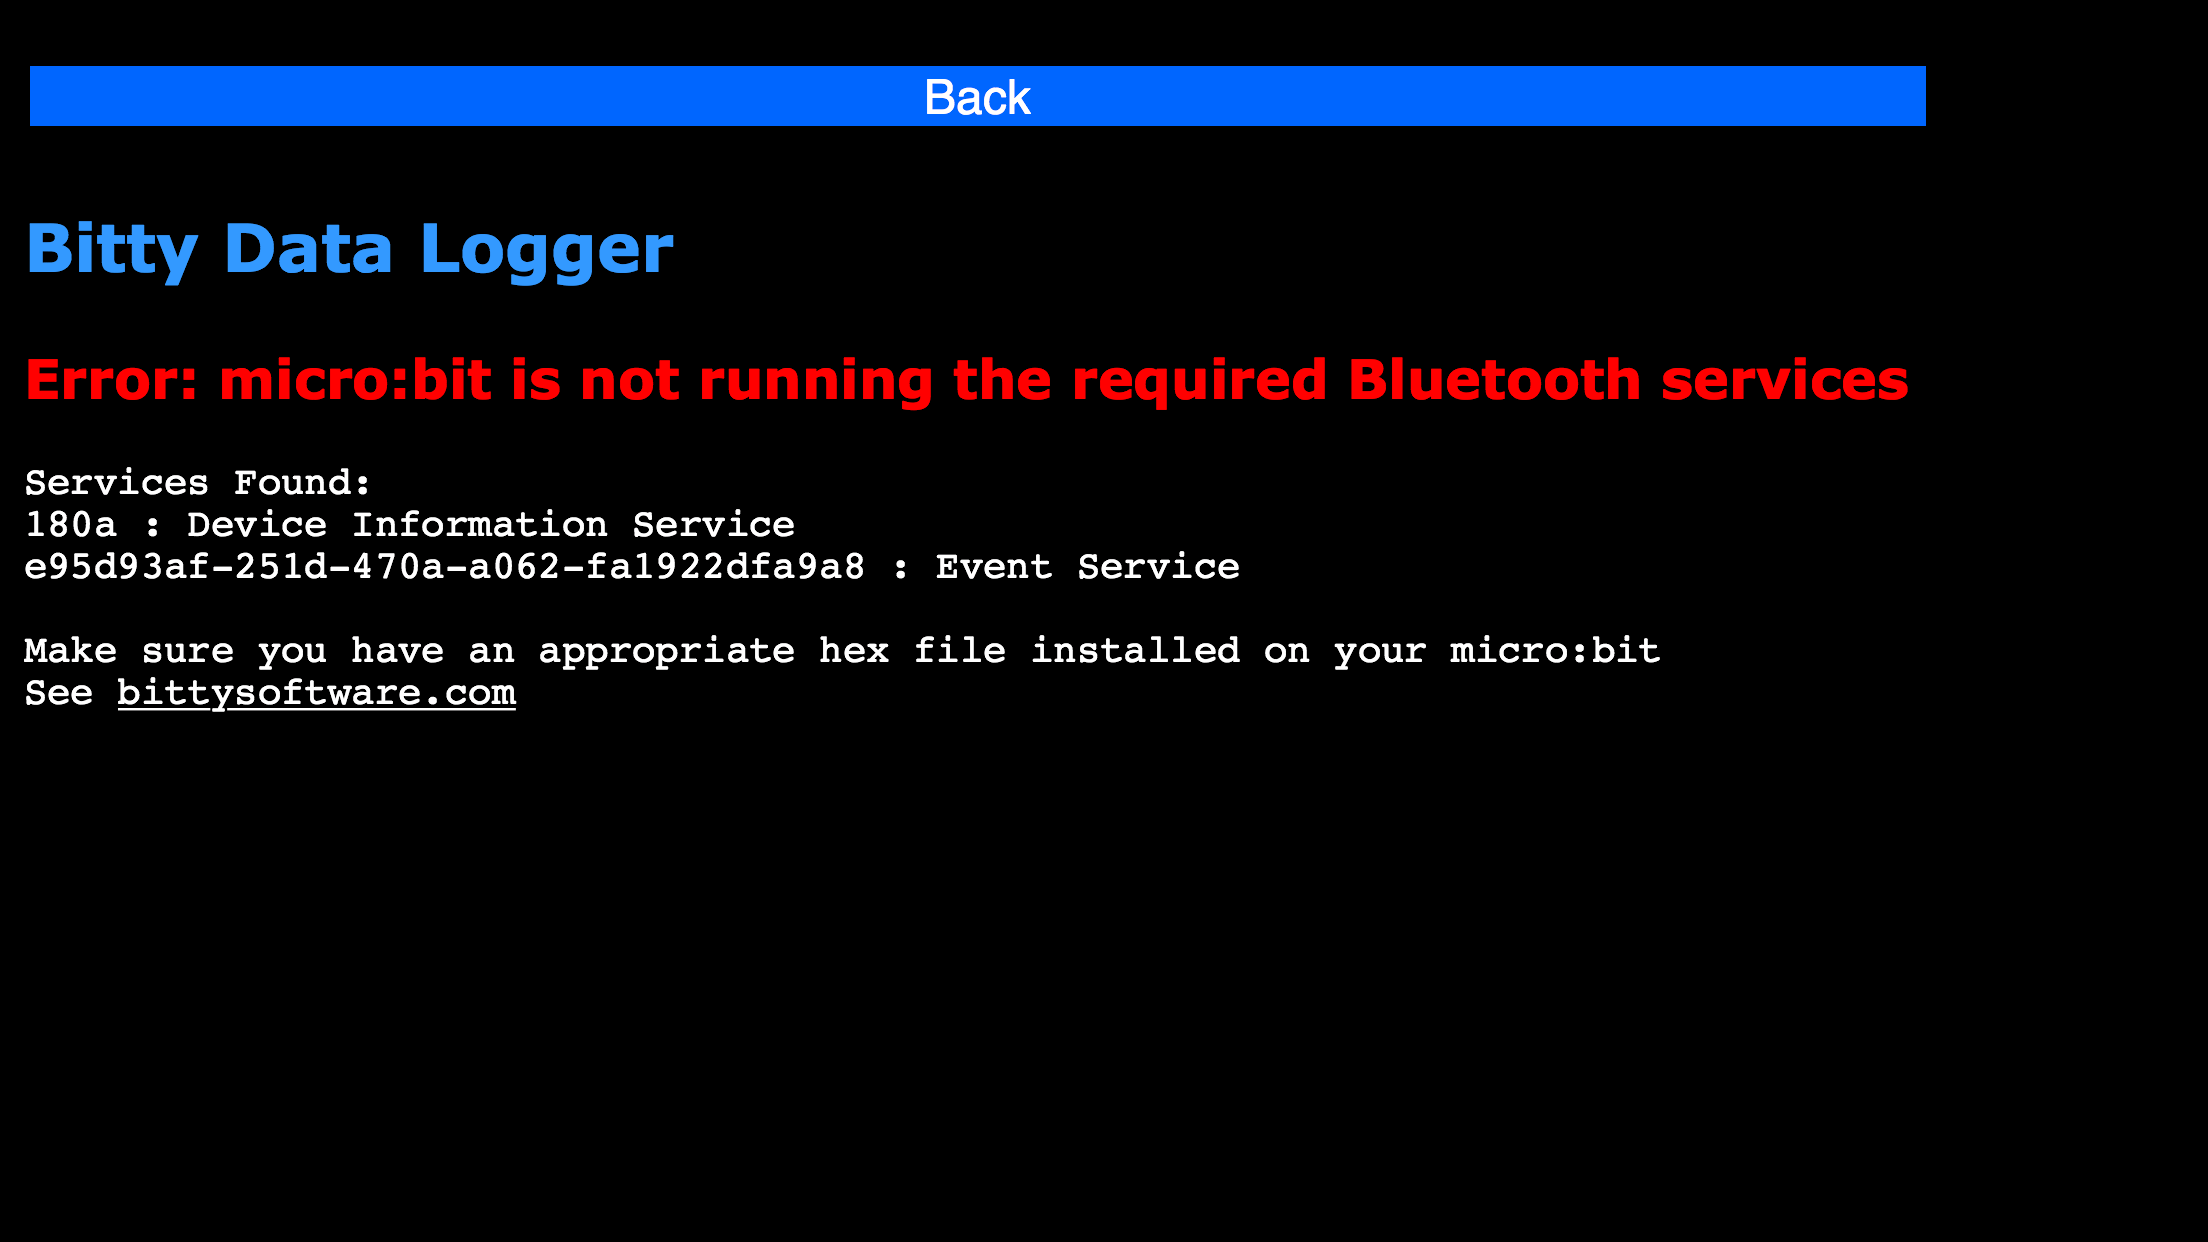 Back
Bitty Data Logger
Error: micro:bit is not running the required Bluetooth services
Services Found:
180a : Device Information Service
e95d93af-251d-470a-a062-fa1922dfa9a8 : Event Service
Make sure you have an appropriate hex file installed on your micro:bit
See bittysoftware.com